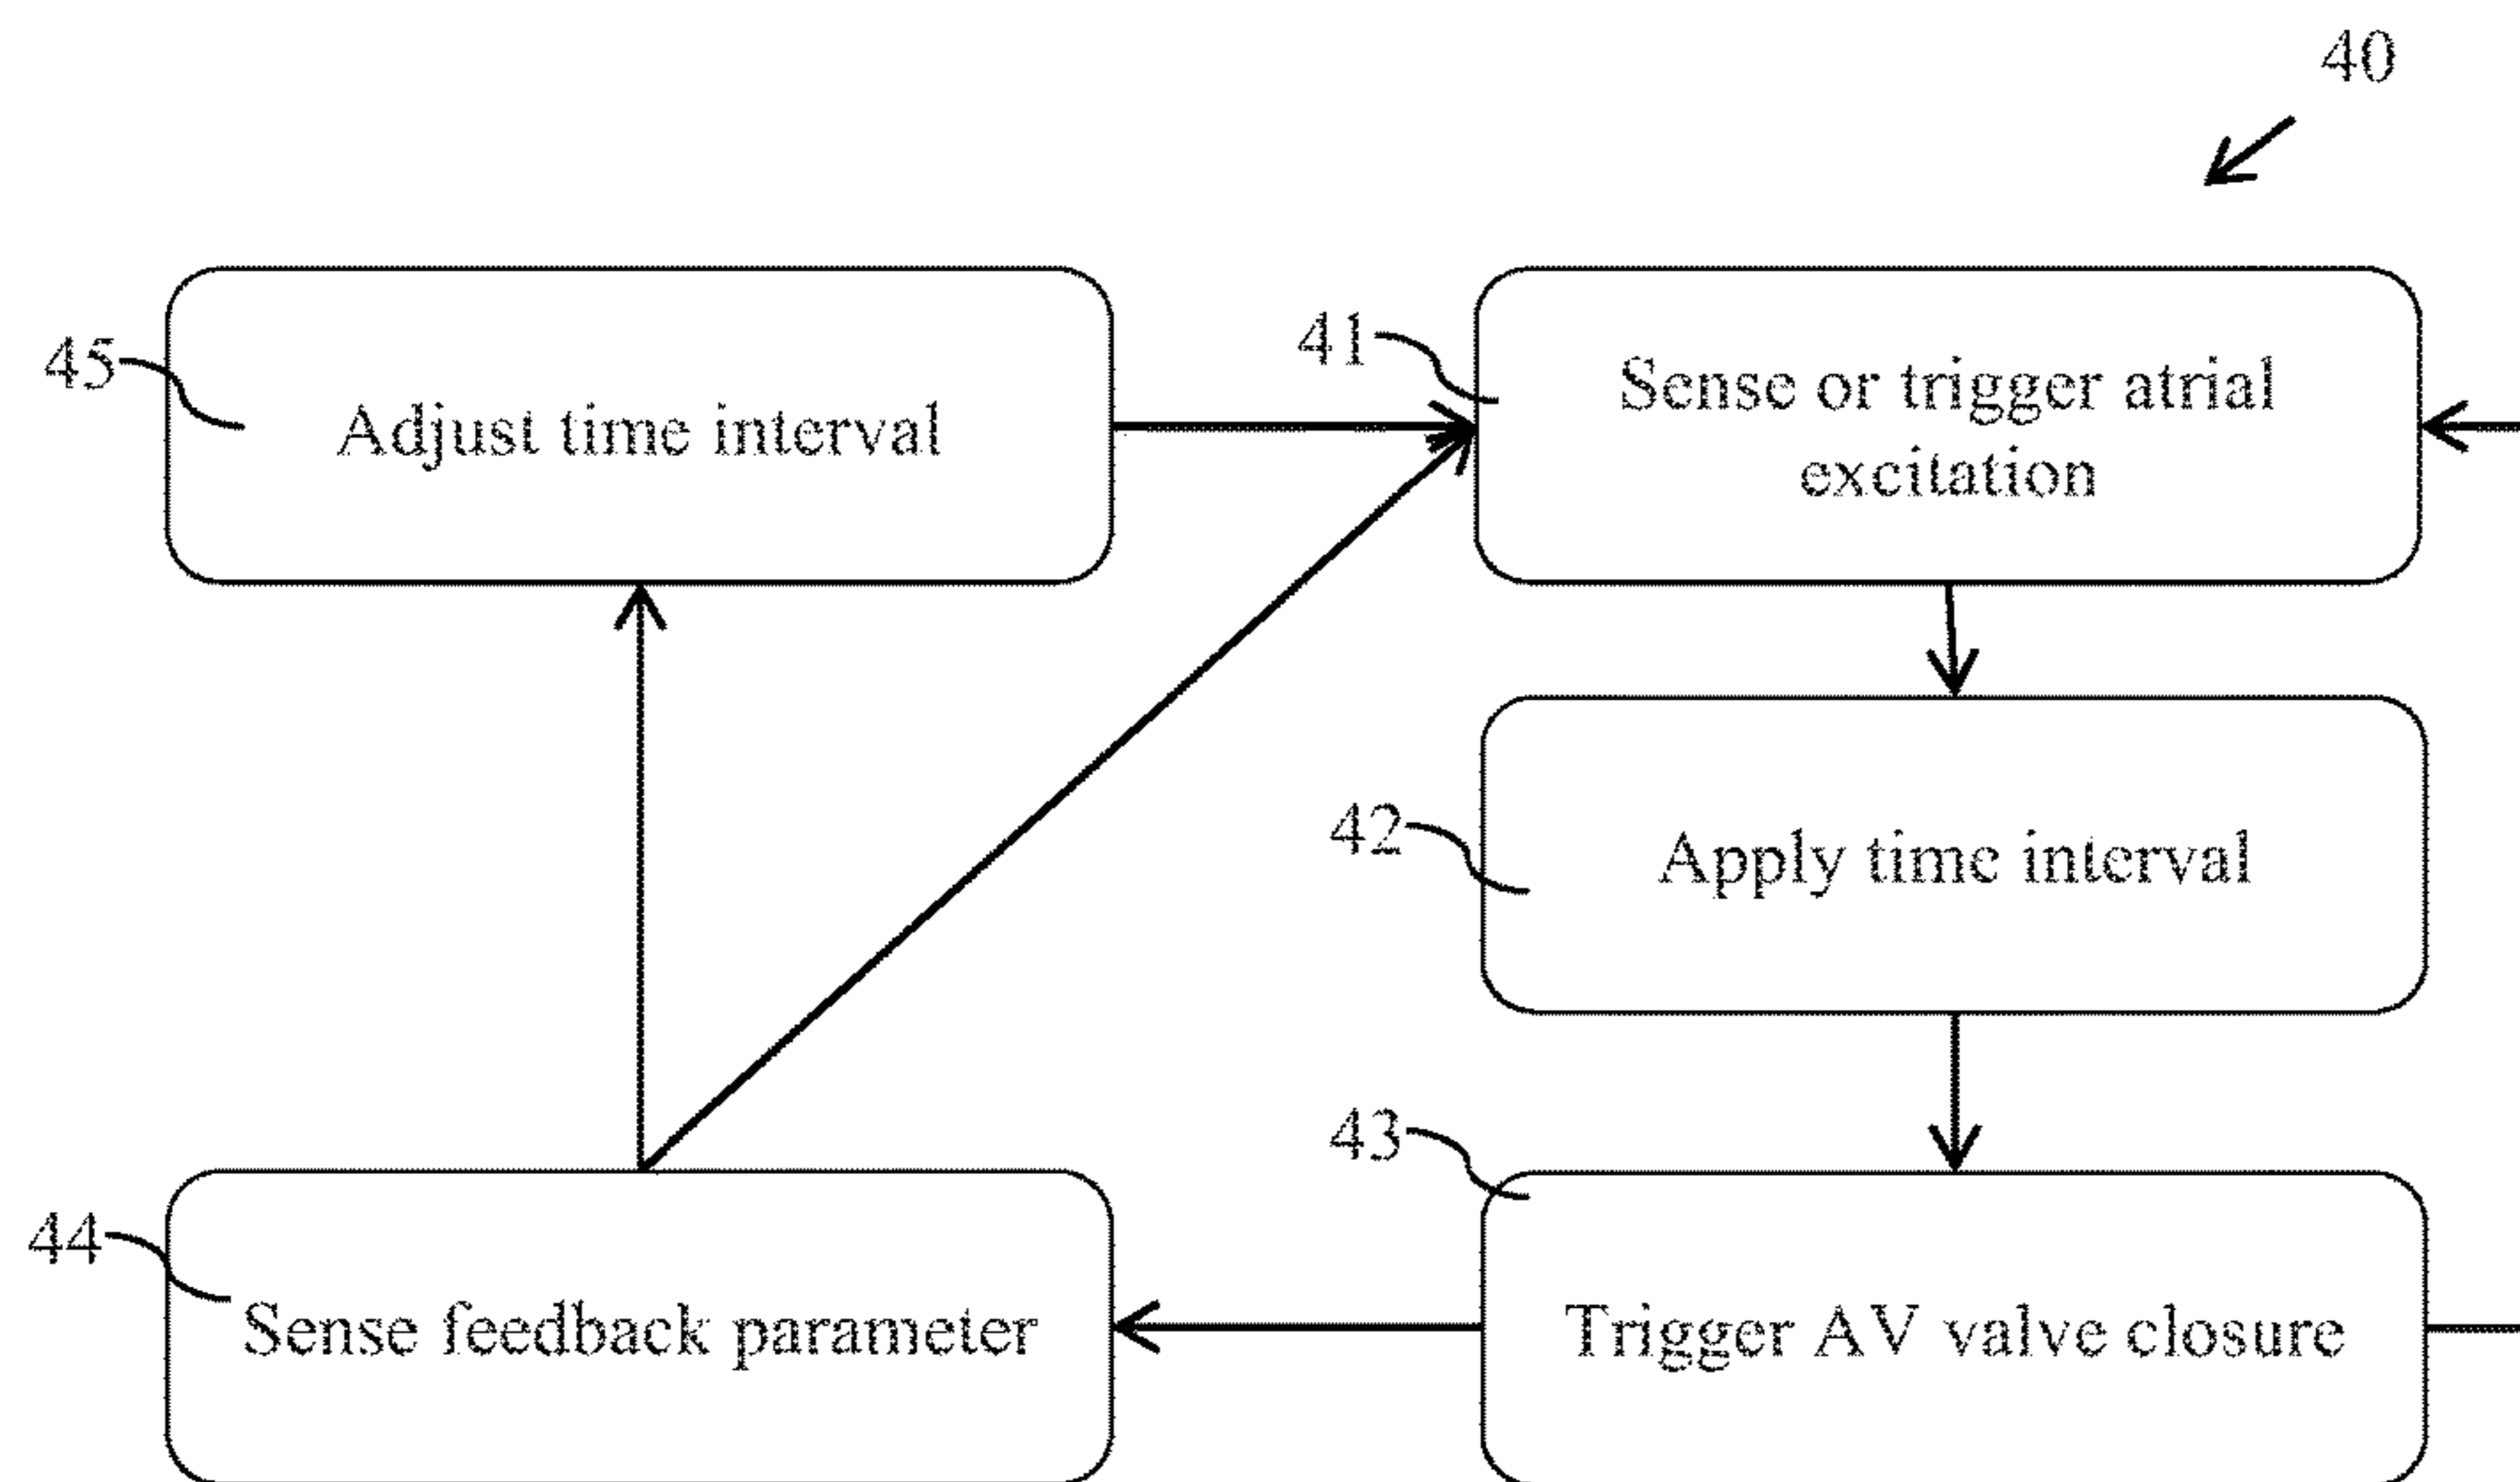 40
45
Adjust time interval
41
Sense or trigger atrial
excitation
42
Apply time interval
43
Trigger AV valve closure
44
Sense feedback parameter